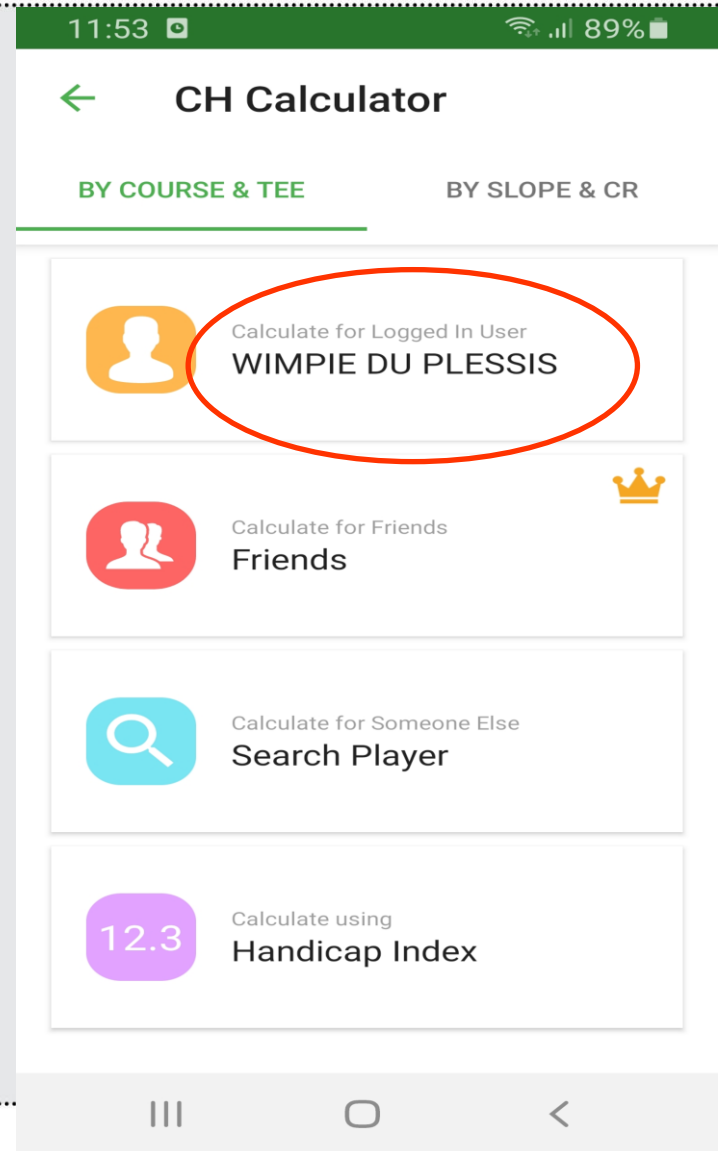 11:53
89%
CH Calculator
BY COURSE & TEE
BY SLOPE & CR
Calculate for Logged In User
WIMPIE DU PLESSIS
Calculate for Friends
Friends
Calculate for Someone Else
Search Player
12.3
Calculate using
Handicap Index